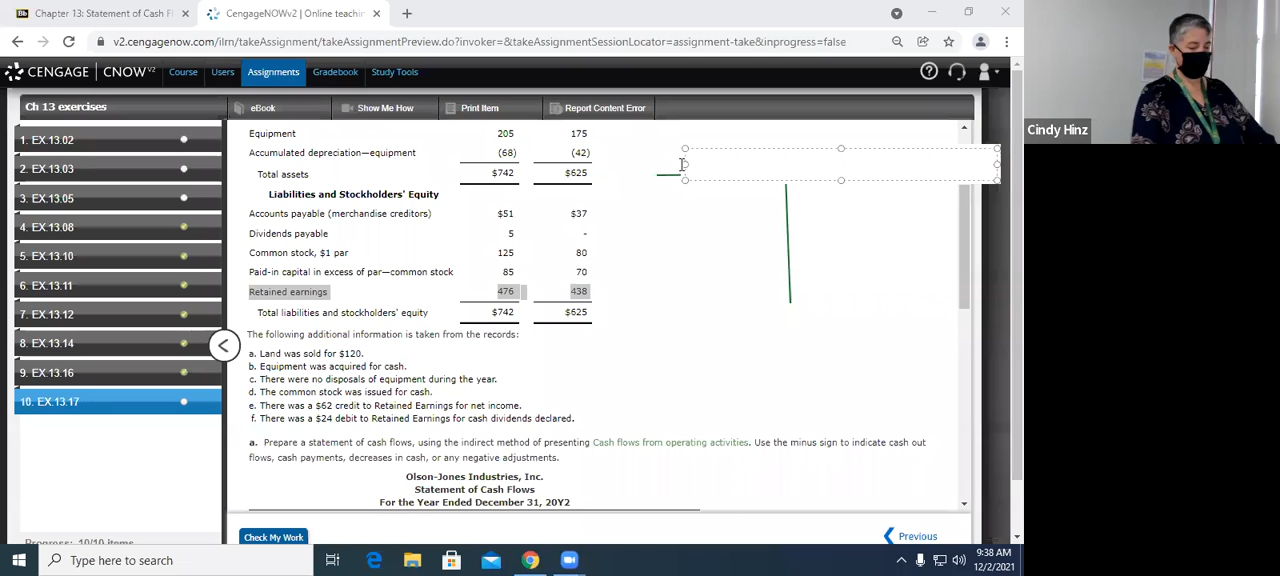 Chapter 13: Statement of Cash F
CengageNOWv2 | Online teachin
v2.cengagenow.com/ilrn/takeAssignment/takeAssignmentPreview.do?invoker=&takeAssignmentSessionLocator=assignment-take&inprogress=false
CENGAGE | CNOWV2 Course Users Assignments Gradebook Study Tools
Ch 13 exercises eBook Show Me How Print Item Report Content Error
1. EX.13.02
2. EX.13.03
3. EX.13.05
4. EX.13.08
5. EX.13.10
6. EX.13.11
7. EX.13.12
8. EX.13.14
9. EX.13.16
10. EX.13.17
Equipment 205 175
Accumulated depreciation—equipment (68) (42)
Total assets $742 $625
Liabilities and Stockholders' Equity
Accounts payable (merchandise creditors) $51 $37
Dividends payable 5 -
Common stock, $1 par 125 80
Paid-in capital in excess of par—common stock 85 70
Retained earnings 476 438
Total liabilities and stockholders' equity $742 $625
The following additional information is taken from the records:
a. Land was sold for $120.
b. Equipment was acquired for cash.
c. There were no disposals of equipment during the year.
d. The common stock was issued for cash.
e. There was a $62 credit to Retained Earnings for net income.
f. There was a $24 debit to Retained Earnings for cash dividends declared.
a. Prepare a statement of cash flows, using the indirect method of presenting Cash flows from operating activities. Use the minus sign to indicate cash out
flows, cash payments, decreases in cash, or any negative adjustments.
Olson-Jones Industries, Inc.
Statement of Cash Flows
For the Year Ended December 31, 20Y2
Check My Work
Previous
Cindy Hinz
Type here to search
9:38 AM
12/2/2021